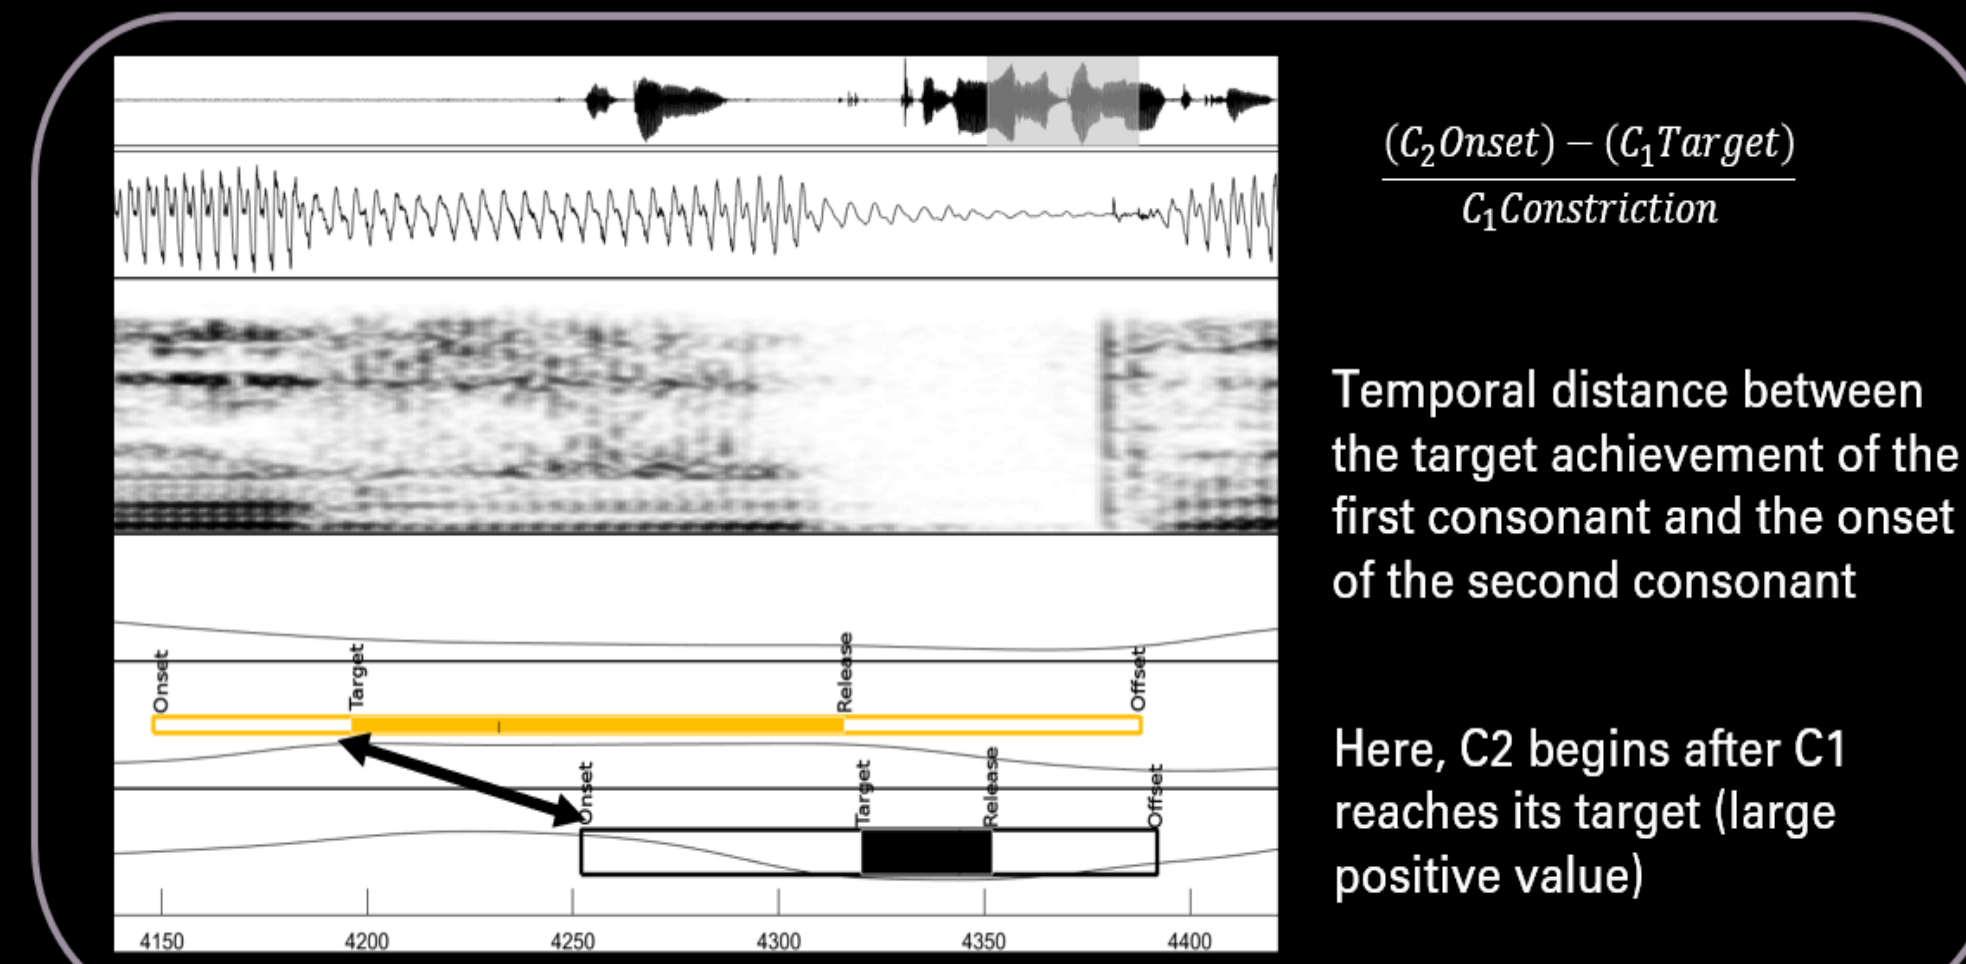 (C₂Onset) − (C₁Target)
C₁Constriction
Temporal distance between
the target achievement of the
first consonant and the onset
of the second consonant
Here, C2 begins after C1
reaches its target (large
positive value)
Onset Target Release Offset
Onset Target Release Offset
4150 4200 4250 4300 4350 4400